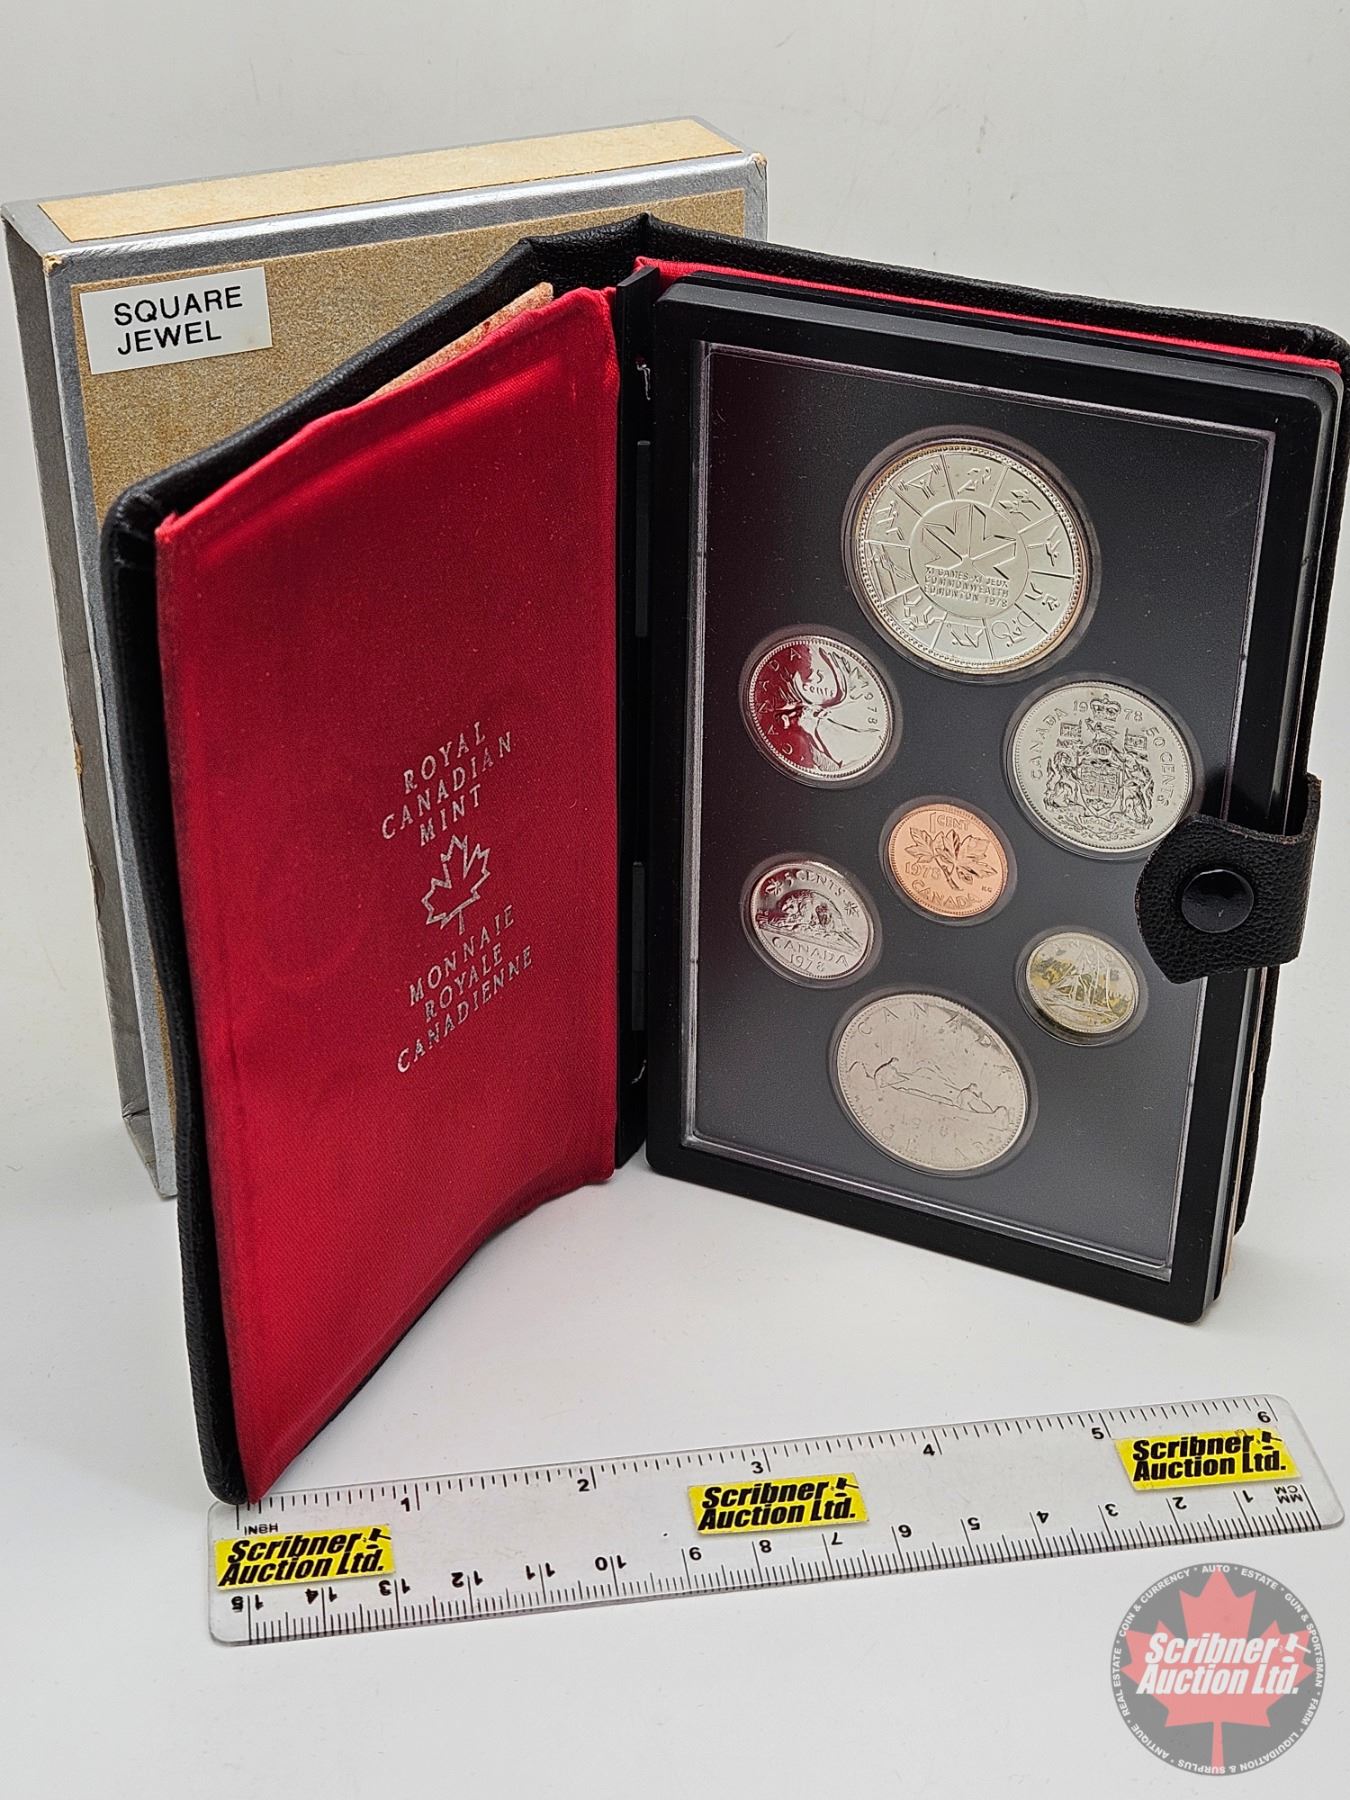 SQUARE
JEWEL
ROYAL
CANADIAN
MINT
MONNAIE
ROYALE
CANADIENNE
XI GAMES-XI JEUX
COMMONWEALTH
EDMONTON 1978
CANADA 1978
25
cents
CANADA 1978 50 CENTS
1 CENT
1978
CANADA
5 CENTS
CANADA
1978
CANADA
CANADA
1978
DOLLAR
1 2 3 4 5 6
INCH
Scribner
Auction Ltd.
Scribner
Auction Ltd.
Scribner
Auction Ltd.
MM
CM
15 14 13 12 11 10 9 8 7 6 5 4 3 2 1
ANTIQUE • REAL ESTATE • COIN & CURRENCY • AUTO • ESTATE • GUN & SPORTSMAN • FARM • LIQUIDATION & SURPLUS
Scribner
Auction Ltd.